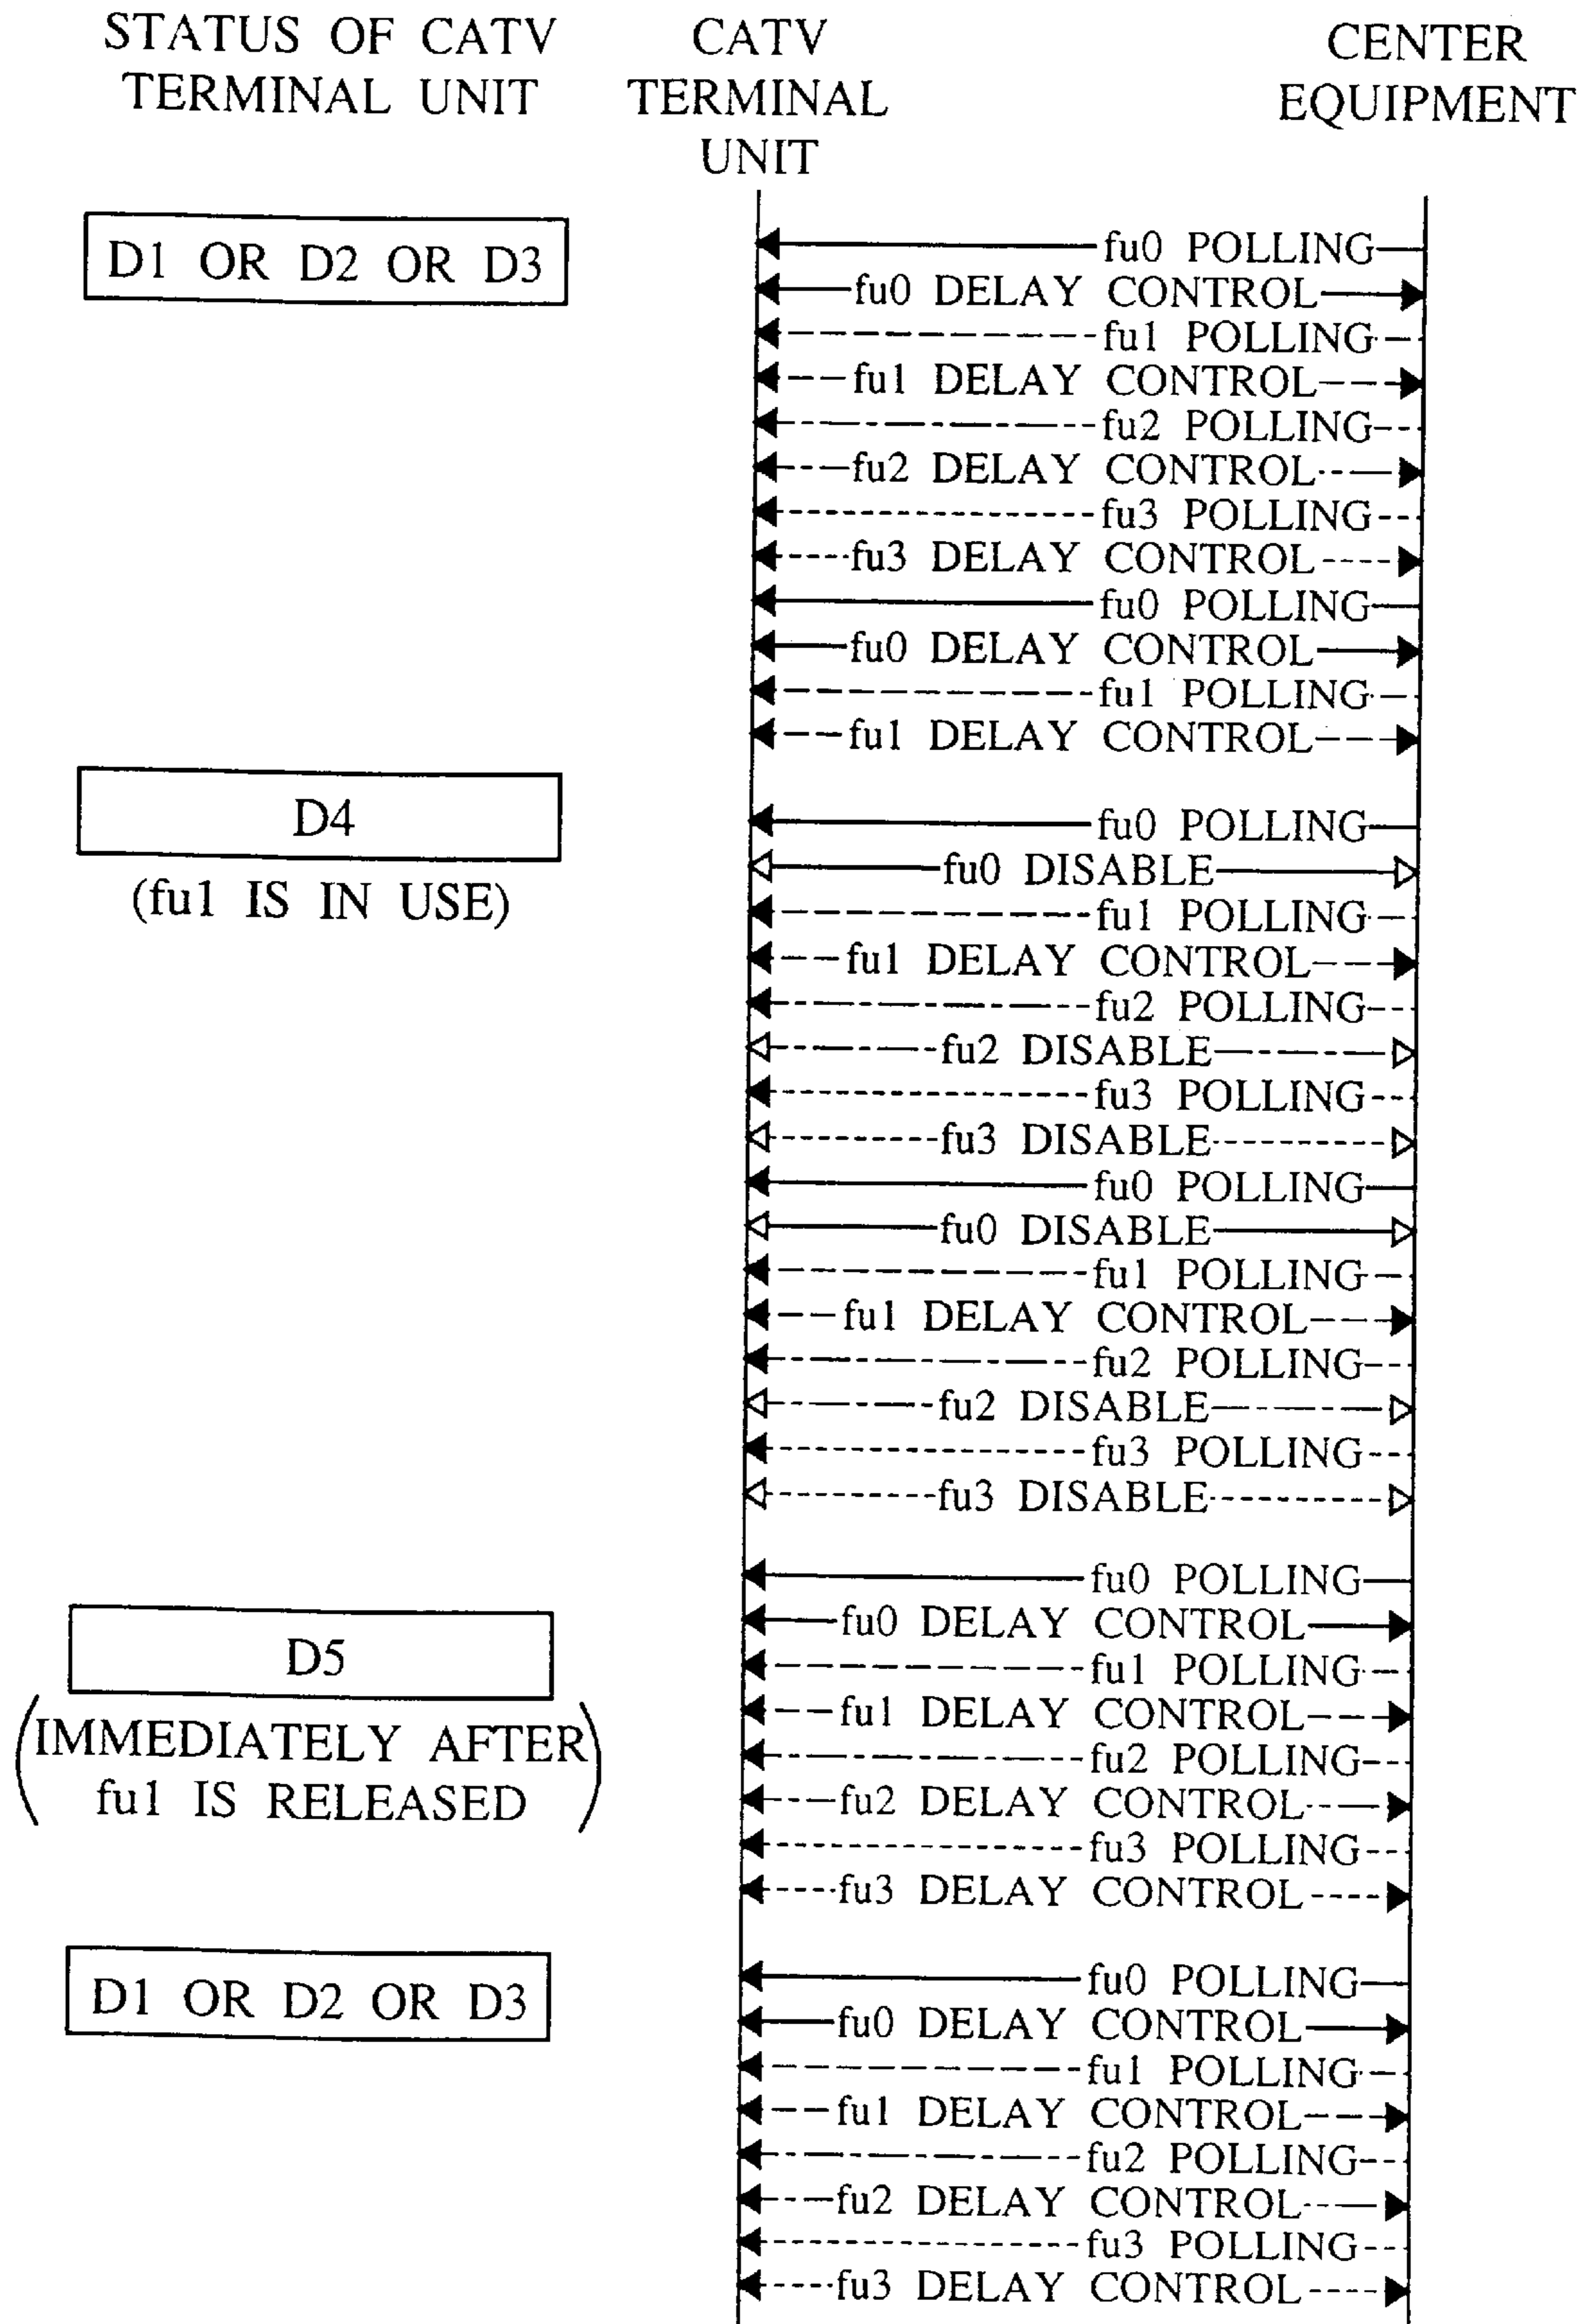 STATUS OF CATV
TERMINAL UNIT
CATV
TERMINAL
UNIT
CENTER
EQUIPMENT
D1 OR D2 OR D3
fu0 POLLING
fu0 DELAY CONTROL
fu1 POLLING
fu1 DELAY CONTROL
fu2 POLLING
fu2 DELAY CONTROL
fu3 POLLING
fu3 DELAY CONTROL
fu0 POLLING
fu0 DELAY CONTROL
fu1 POLLING
fu1 DELAY CONTROL
D4
(fu1 IS IN USE)
fu0 POLLING
fu0 DISABLE
fu1 POLLING
fu1 DELAY CONTROL
fu2 POLLING
fu2 DISABLE
fu3 POLLING
fu3 DISABLE
fu0 POLLING
fu0 DISABLE
fu1 POLLING
fu1 DELAY CONTROL
fu2 POLLING
fu2 DISABLE
fu3 POLLING
fu3 DISABLE
D5
(IMMEDIATELY AFTER
fu1 IS RELEASED)
fu0 POLLING
fu0 DELAY CONTROL
fu1 POLLING
fu1 DELAY CONTROL
fu2 POLLING
fu2 DELAY CONTROL
fu3 POLLING
fu3 DELAY CONTROL
D1 OR D2 OR D3
fu0 POLLING
fu0 DELAY CONTROL
fu1 POLLING
fu1 DELAY CONTROL
fu2 POLLING
fu2 DELAY CONTROL
fu3 POLLING
fu3 DELAY CONTROL